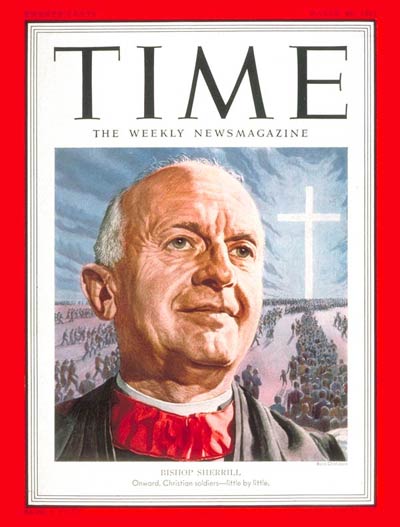 TIME
THE WEEKLY NEWSMAGAZINE
BISHOP SHERRILL
Onward, Christian soldiers—little by little.